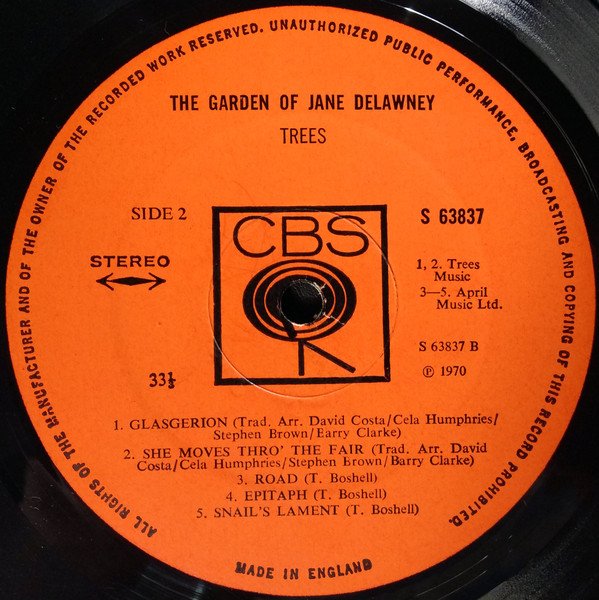 ALL RIGHTS OF THE MANUFACTURER AND OF THE OWNER OF THE RECORDED WORK RESERVED. UNAUTHORIZED PUBLIC PERFORMANCE, BROADCASTING AND COPYING OF THIS RECORD PROHIBITED.
THE GARDEN OF JANE DELAWNEY
TREES
SIDE 2
S 63837
CBS
STEREO
1, 2. Trees
Music
3—5. April
Music Ltd.
S 63837 B
33⅓
℗ 1970
1. GLASGERION (Trad. Arr. David Costa/Cela Humphries/
Stephen Brown/Barry Clarke)
2. SHE MOVES THRO' THE FAIR (Trad. Arr. David
Costa/Cela Humphries/Stephen Brown/Barry Clarke)
3. ROAD (T. Boshell)
4. EPITAPH (T. Boshell)
5. SNAIL'S LAMENT (T. Boshell)
MADE IN ENGLAND